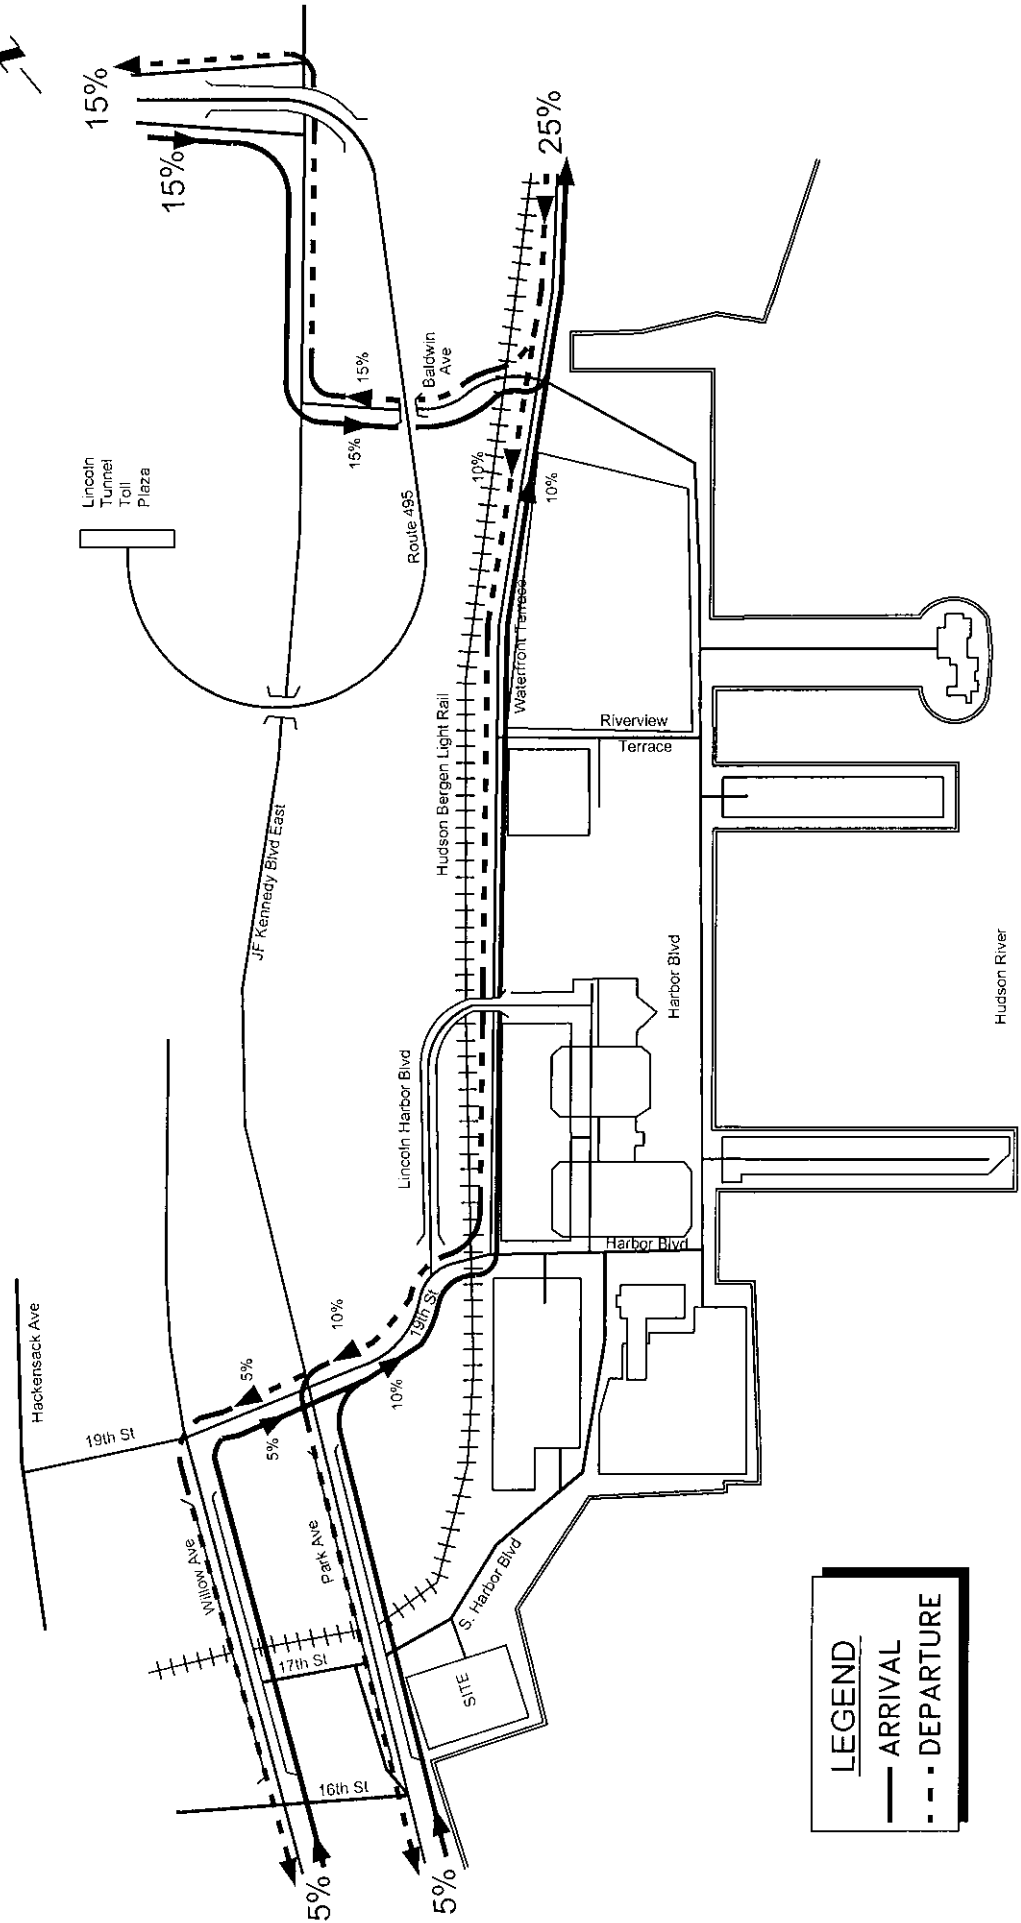 15%
15%
25%
Lincoln
Tunnel
Toll
Plaza
15%
15%
Baldwin
Ave
Route 495
10%
10%
Waterfront Terrace
Hudson Bergen Light Rail
Riverview
Terrace
JF Kennedy Blvd East
Lincoln Harbor Blvd
Harbor Blvd
Hudson River
Harbor Blvd
Hackensack Ave
19th St
5%
5%
10%
10%
19th St
Willow Ave
Park Ave
S. Harbor Blvd
17th St
SITE
16th St
5%
5%
LEGEND
ARRIVAL
DEPARTURE